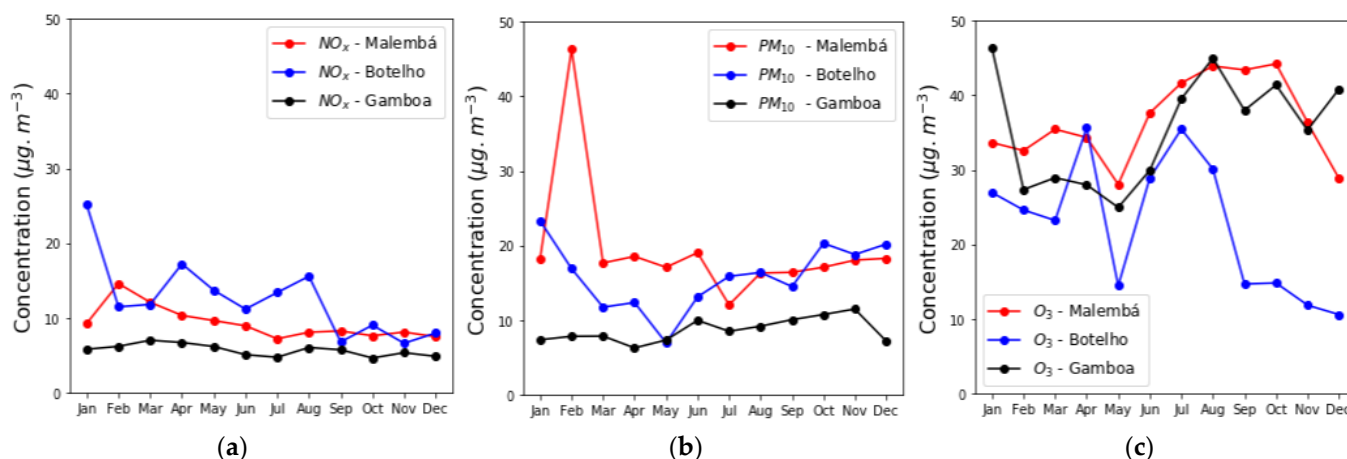 Concentration (μg. m⁻³)
50
40
30
20
10
0
NOₓ - Malembá
NOₓ - Botelho
NOₓ - Gamboa
Jan Feb Mar Apr May Jun Jul Aug Sep Oct Nov Dec
(a)
Concentration (μg. m⁻³)
50
40
30
20
10
0
PM₁₀ - Malembá
PM₁₀ - Botelho
PM₁₀ - Gamboa
Jan Feb Mar Apr May Jun Jul Aug Sep Oct Nov Dec
(b)
Concentration (μg. m⁻³)
50
40
30
20
10
0
O₃ - Malembá
O₃ - Botelho
O₃ - Gamboa
Jan Feb Mar Apr May Jun Jul Aug Sep Oct Nov Dec
(c)